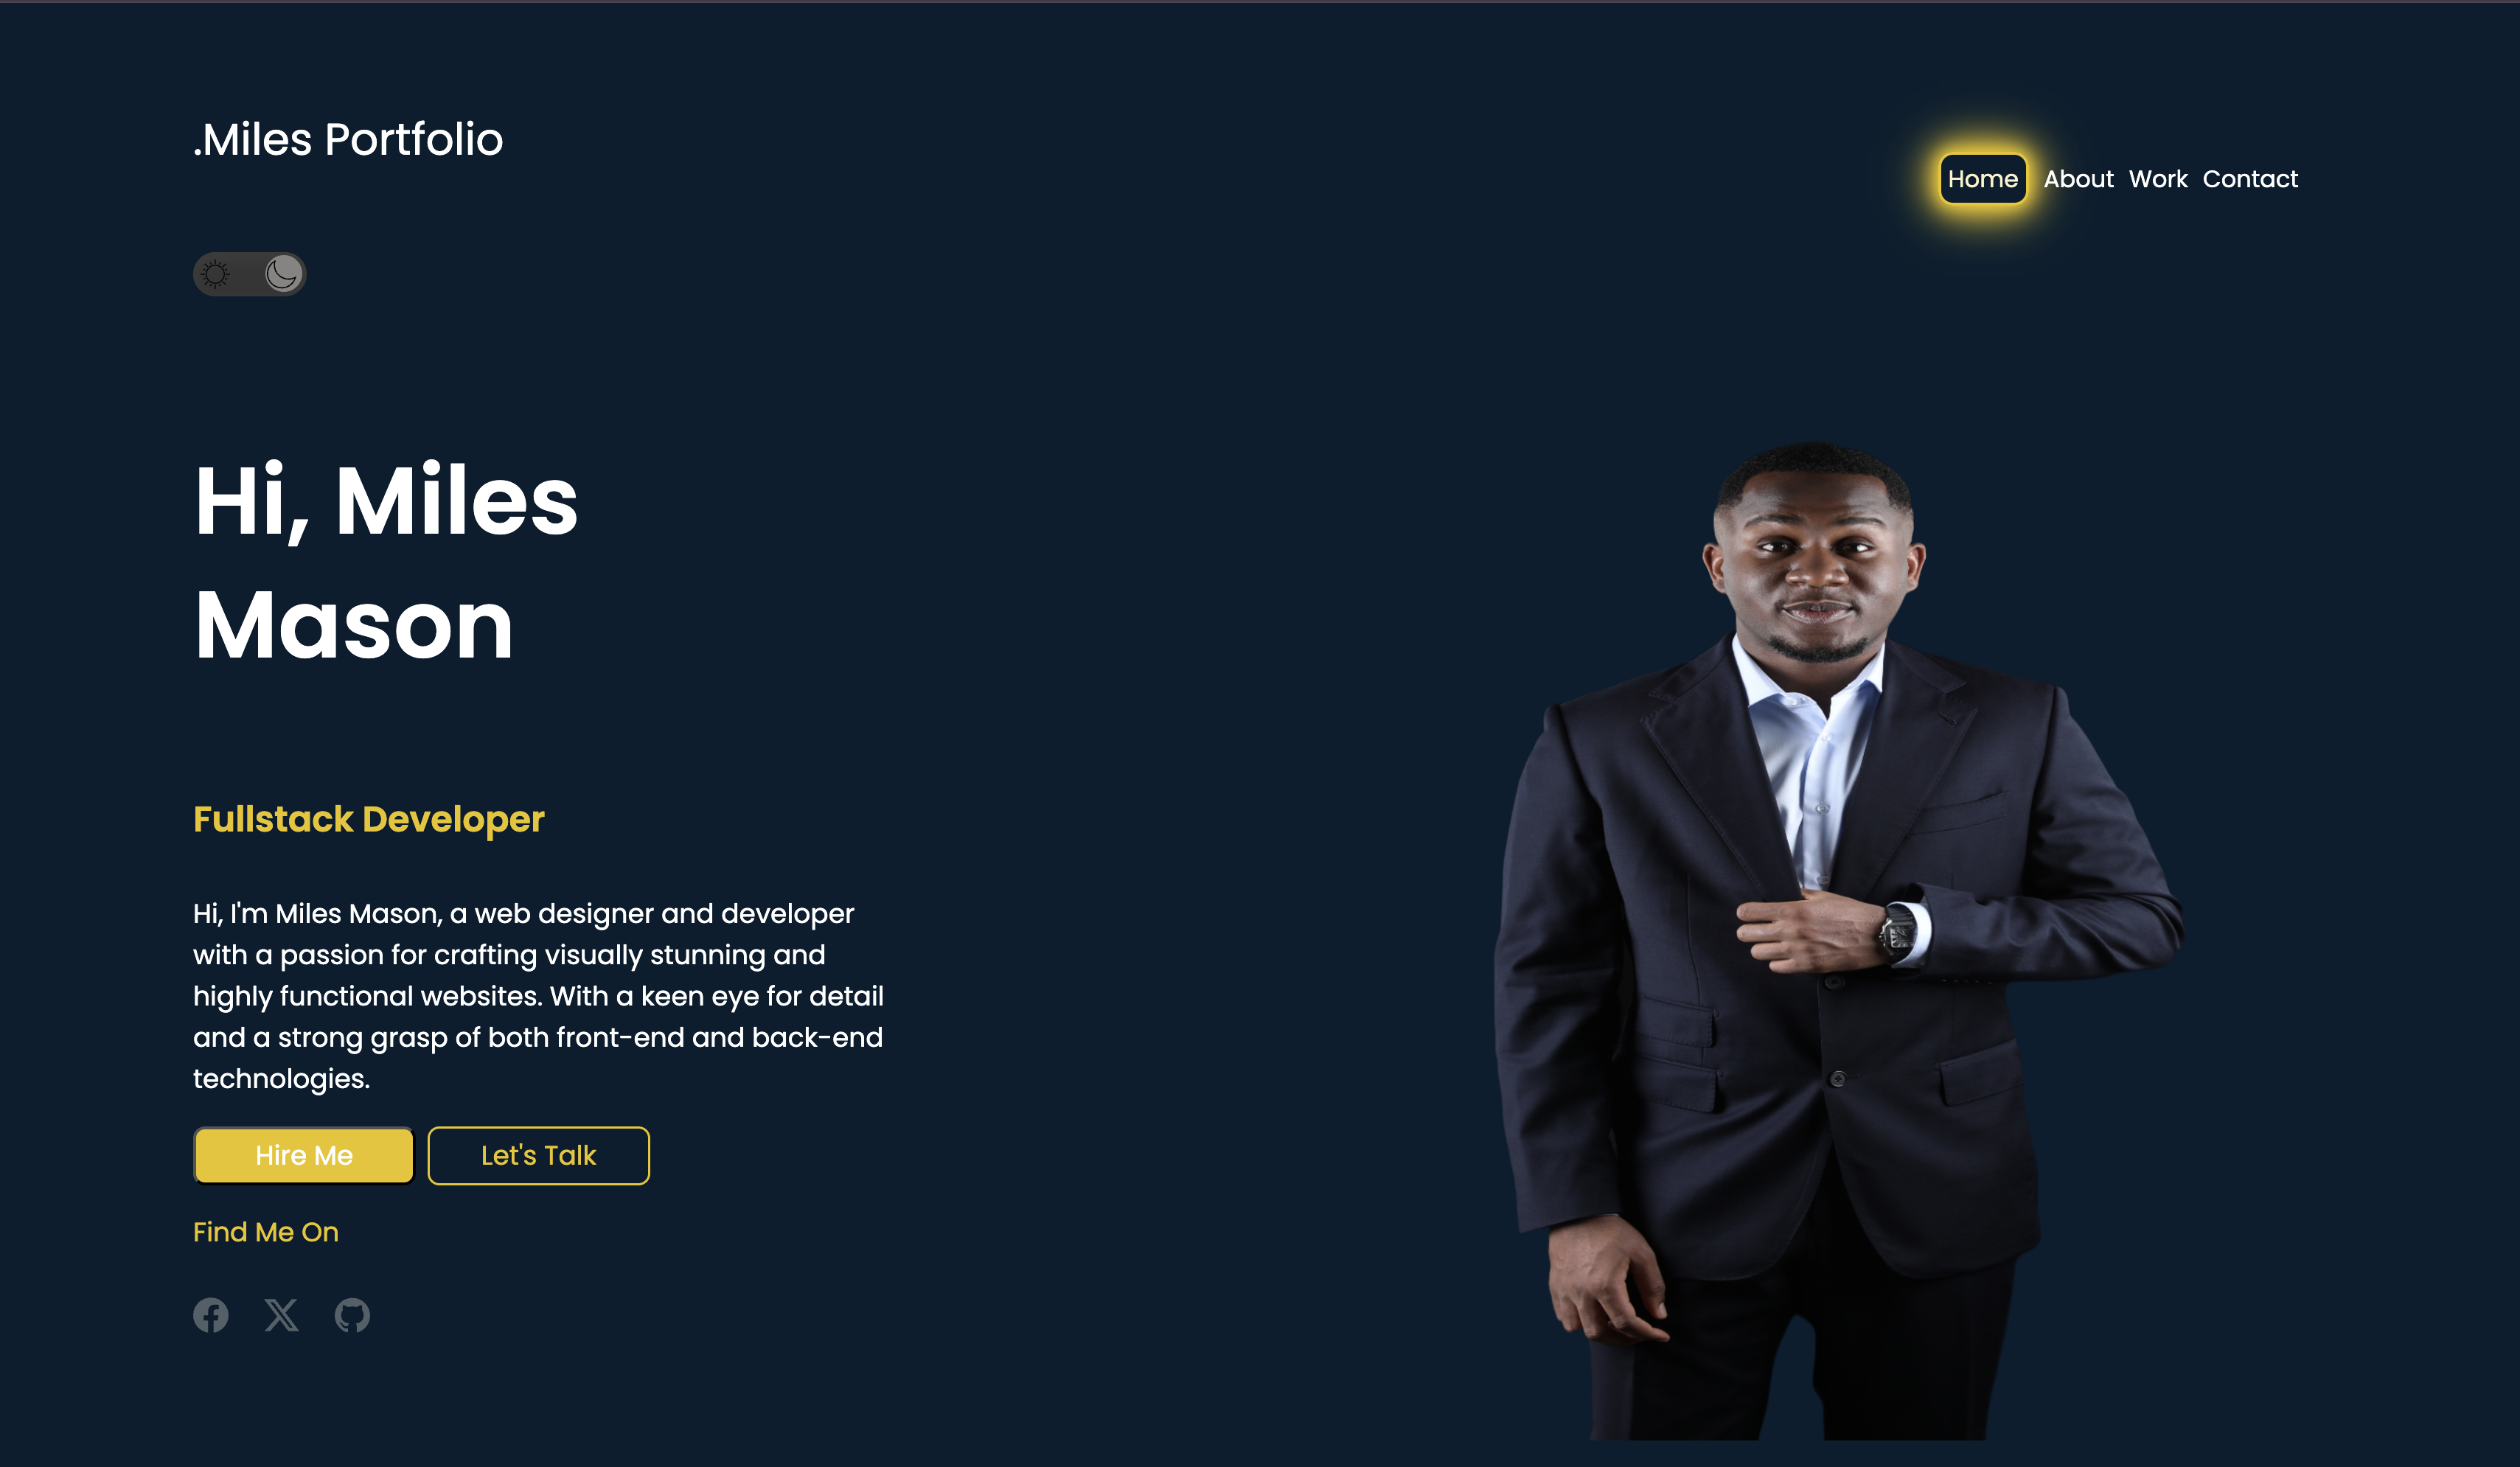 .Miles Portfolio
Home About Work Contact
Hi, Miles
Mason
Fullstack Developer
Hi, I'm Miles Mason, a web designer and developer
with a passion for crafting visually stunning and
highly functional websites. With a keen eye for detail
and a strong grasp of both front-end and back-end
technologies.
Hire Me Let's Talk
Find Me On